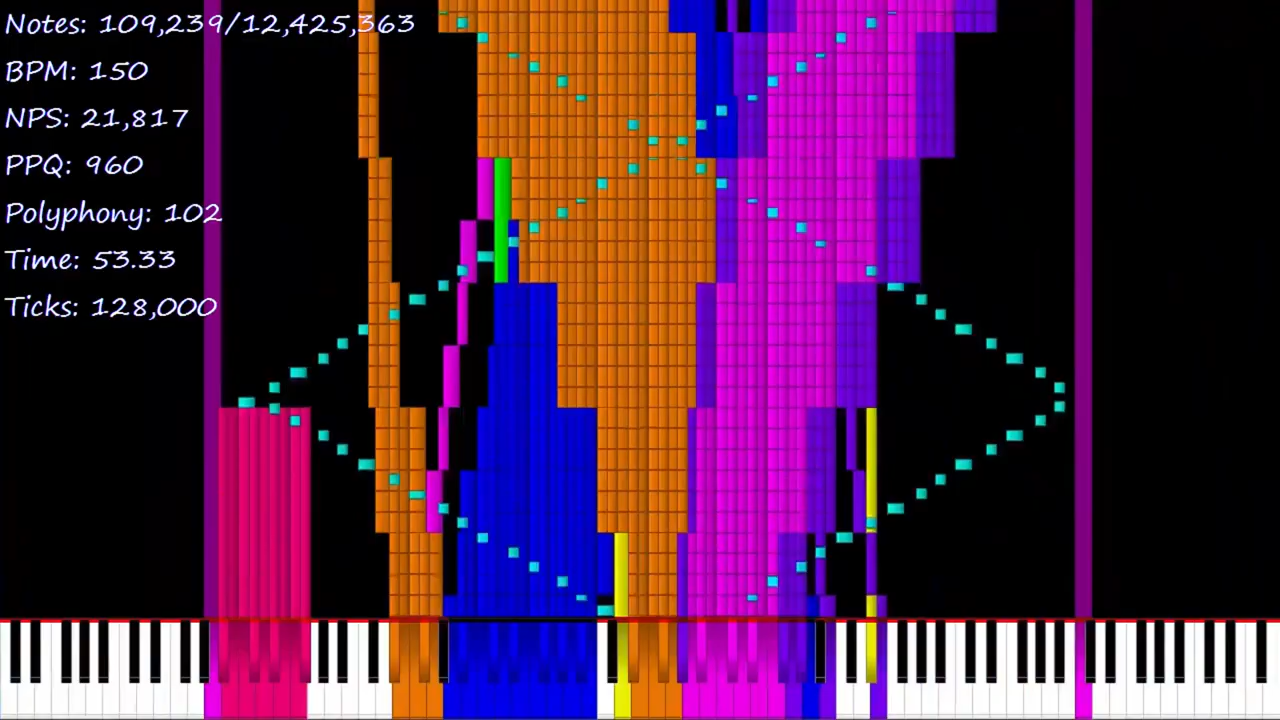 Notes: 109,239/12,425,363
BPM: 150
NPS: 21,817
PPQ: 960
Polyphony: 102
Time: 53.33
Ticks: 128,000